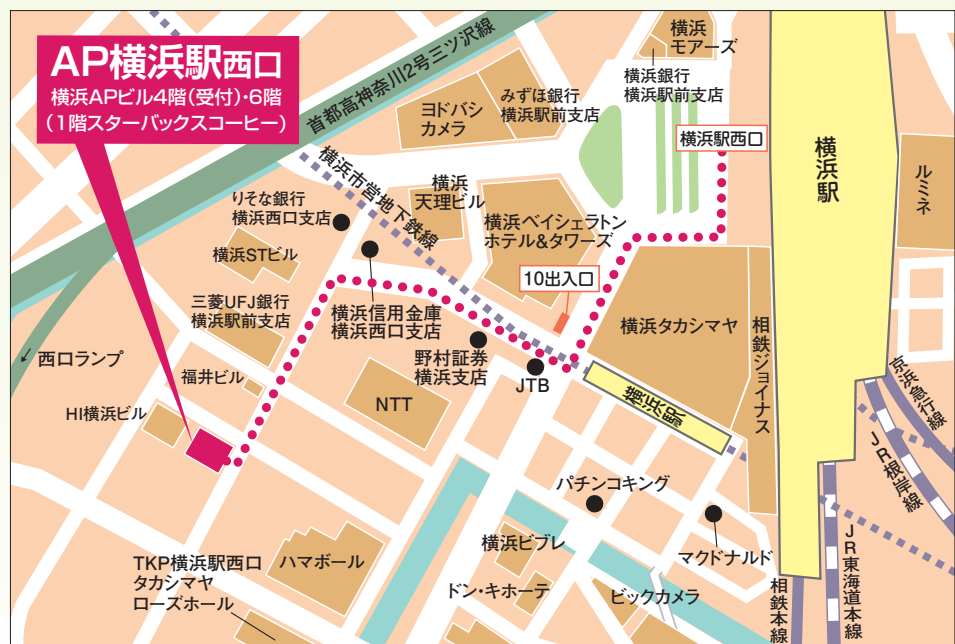 AP横浜駅西口
横浜APビル4階(受付)・6階
(1階スターバックスコーヒー)
首都高神奈川2号三ツ沢線
横浜
モアーズ
横浜銀行
横浜駅前支店
ヨドバシ
カメラ
みずほ銀行
横浜駅前支店
横浜駅西口
横浜駅
ルミネ
横浜市営地下鉄線
横浜
天理ビル
りそな銀行
横浜西口支店
横浜ベイシェラトン
ホテル&タワーズ
横浜STビル
10出入口
三菱UFJ銀行
横浜駅前支店
横浜信用金庫
横浜西口支店
横浜タカシマヤ
相鉄ジョイナス
←西口ランプ
野村証券
横浜支店
JTB
福井ビル
NTT
横浜駅
京浜急行線
HI横浜ビル
JR根岸線
パチンコキング
横浜ビブレ
マクドナルド
JR東海道本線
TKP横浜駅西口
タカシマヤ
ローズホール
ハマボール
ドン・キホーテ
ビックカメラ
相鉄本線